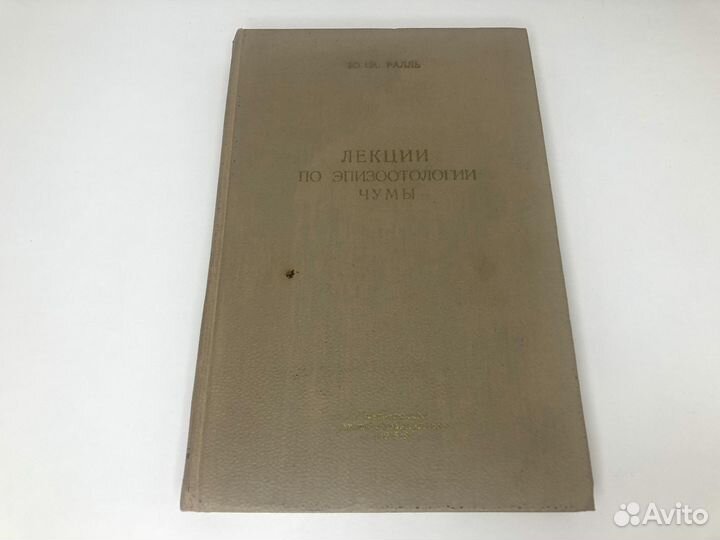 Ю. М. РАЛЛЬ
ЛЕКЦИИ
ПО ЭПИЗООТОЛОГИИ
ЧУМЫ
Avito